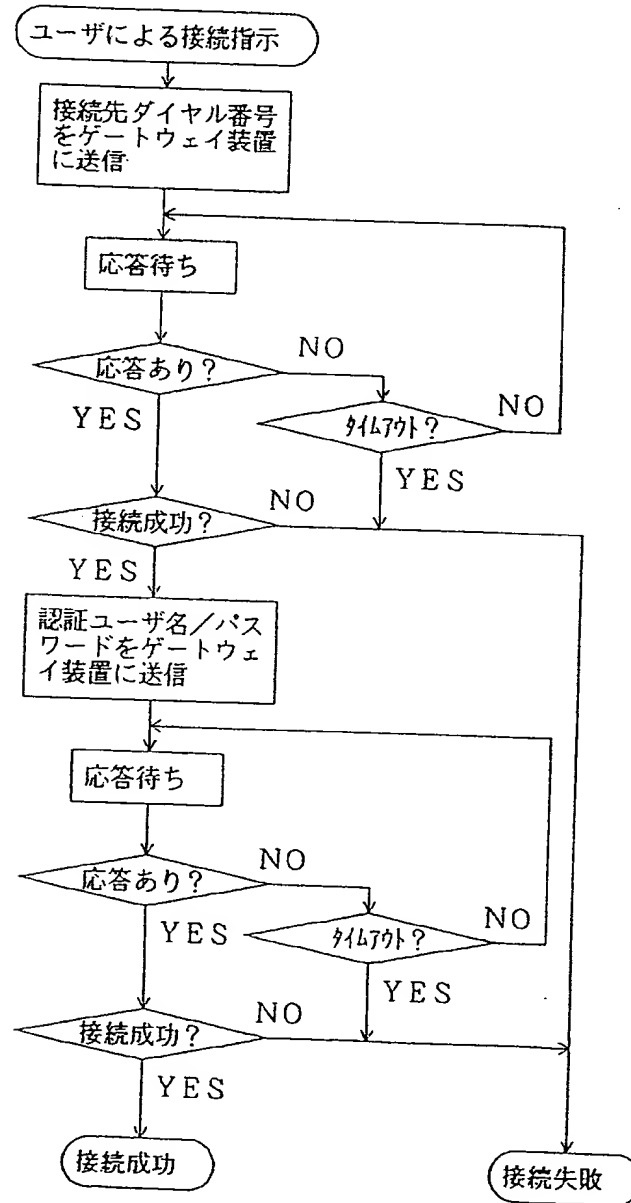 ユーザによる接続指示
接続先ダイヤル番号
をゲートウェイ装置
に送信
応答待ち
応答あり?
NO
YES
タイムアウト?
NO
YES
接続成功?
NO
YES
認証ユーザ名/パス
ワードをゲートウェ
イ装置に送信
応答待ち
応答あり?
NO
YES
タイムアウト?
NO
YES
接続成功?
NO
YES
接続成功
接続失敗